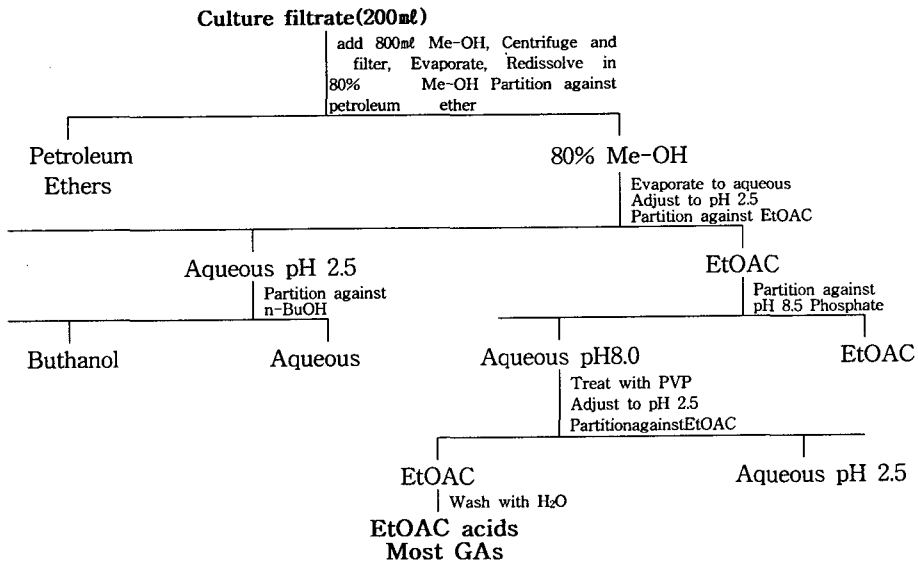 Culture filtrate(200㎖)
add 800㎖ Me-OH, Centrifuge and
filter, Evaporate, Redissolve in
80% Me-OH Partition against
petroleum ether
Petroleum
Ethers
80% Me-OH
Evaporate to aqueous
Adjust to pH 2.5
Partition against EtOAC
Aqueous pH 2.5
EtOAC
Partition against
n-BuOH
Partition against
pH 8.5 Phosphate
Buthanol
Aqueous
Aqueous pH8.0
EtOAC
Treat with PVP
Adjust to pH 2.5
PartitionagainstEtOAC
EtOAC
Aqueous pH 2.5
Wash with H₂O
EtOAC acids
Most GAs